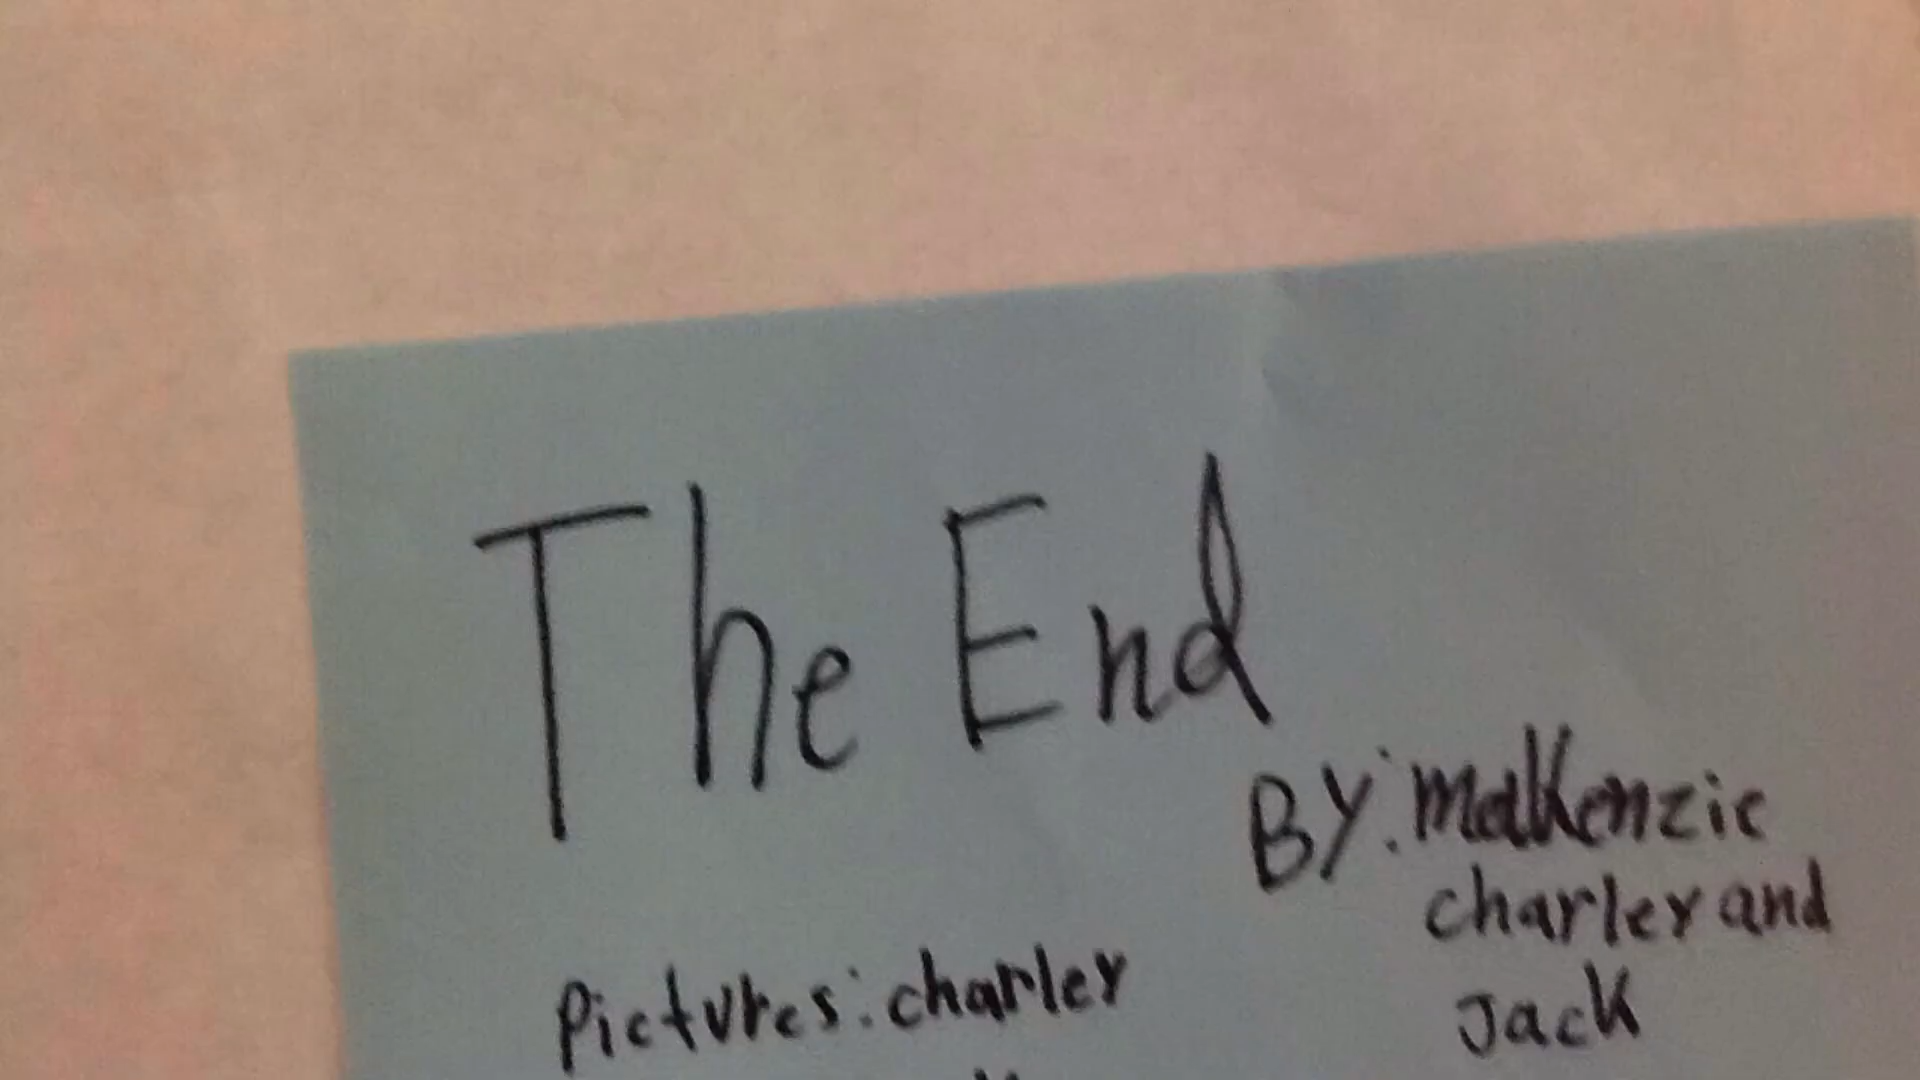 The End
BY: maKenzie
charley and
Jack
Pictures: charley